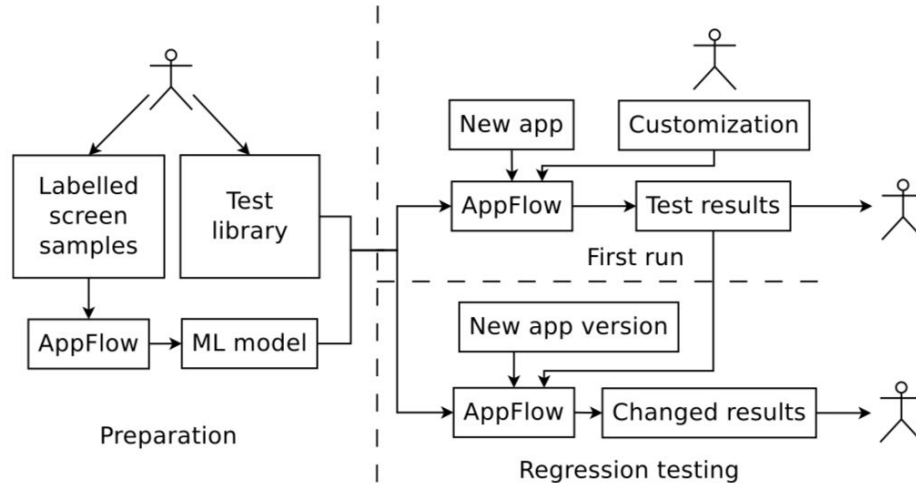 Labelled
screen
samples
Test
library
AppFlow
ML model
Preparation
New app
Customization
AppFlow
Test results
First run
New app version
AppFlow
Changed results
Regression testing